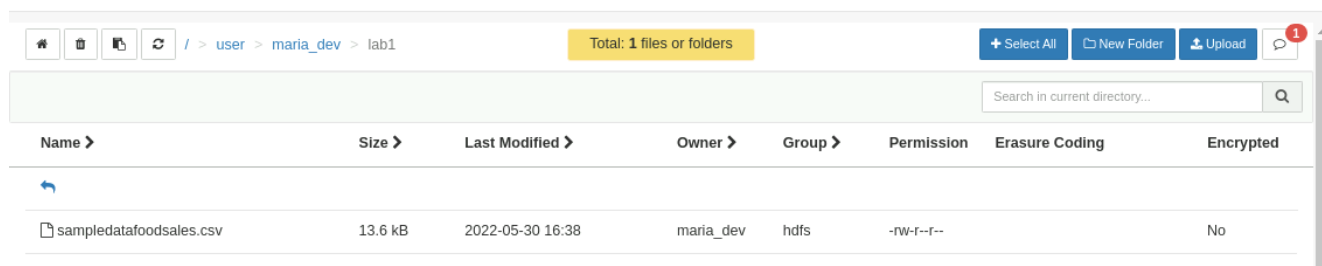 / > user > maria_dev > lab1 Total: 1 files or folders Select All New Folder Upload 1
Search in current directory...
Name Size Last Modified Owner Group Permission Erasure Coding Encrypted
sampledatafoodsales.csv 13.6 kB 2022-05-30 16:38 maria_dev hdfs -rw-r--r-- No